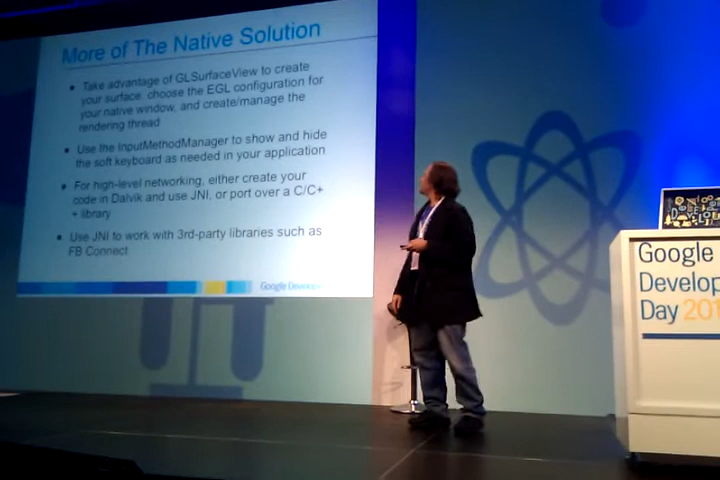 More of The Native Solution
• Take advantage of GLSurfaceView to create
your surface, choose the EGL configuration for
your native window, and create/manage the
rendering thread
• Use the InputMethodManager to show and hide
the soft keyboard as needed in your application
• For high-level networking, either create your
code in Dalvik and use JNI, or port over a C/C+
+ library
• Use JNI to work with 3rd-party libraries such as
FB Connect
Google
Google
Develop
Day 201